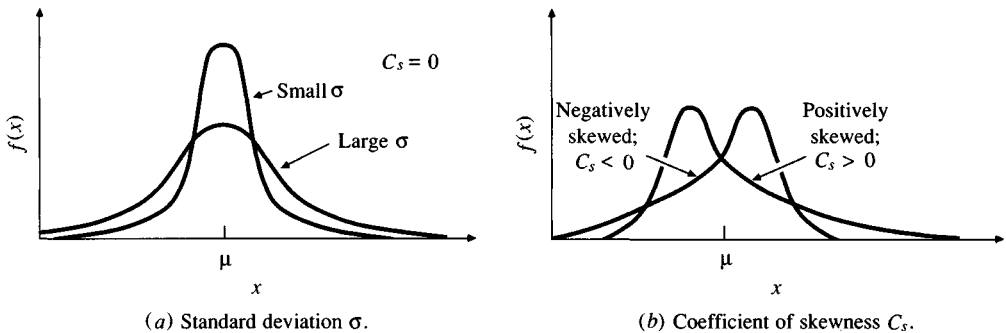 f(x)
C_s = 0
Small σ
Large σ
μ
x
(a) Standard deviation σ.
f(x)
Negatively
skewed;
C_s < 0
Positively
skewed;
C_s > 0
μ
x
(b) Coefficient of skewness C_s.